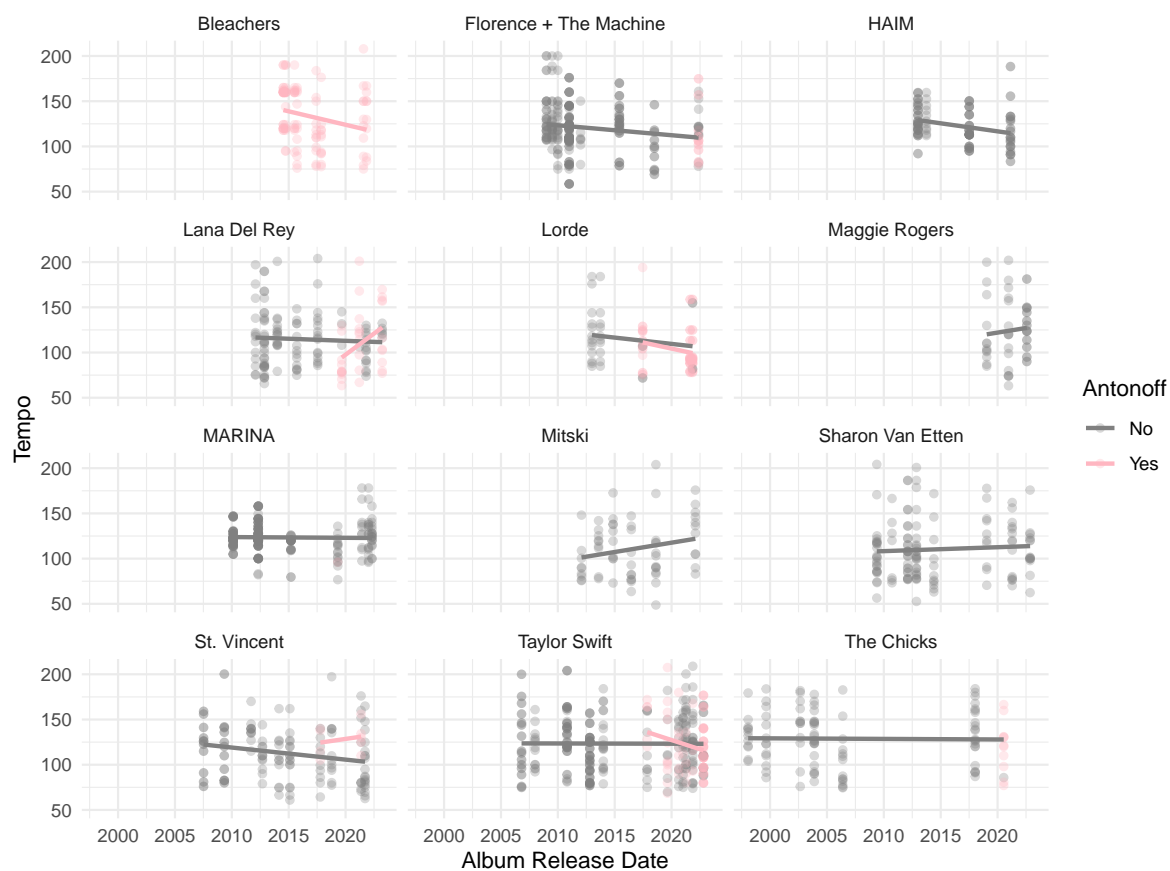 Bleachers Florence + The Machine HAIM
200
150
100
50
Lana Del Rey Lorde Maggie Rogers
200
150
100
50
MARINA Mitski Sharon Van Etten
200
150
100
50
St. Vincent Taylor Swift The Chicks
200
150
100
50
2000 2005 2010 2015 2020 2000 2005 2010 2015 2020 2000 2005 2010 2015 2020
Album Release Date
Tempo
Antonoff
No
Yes